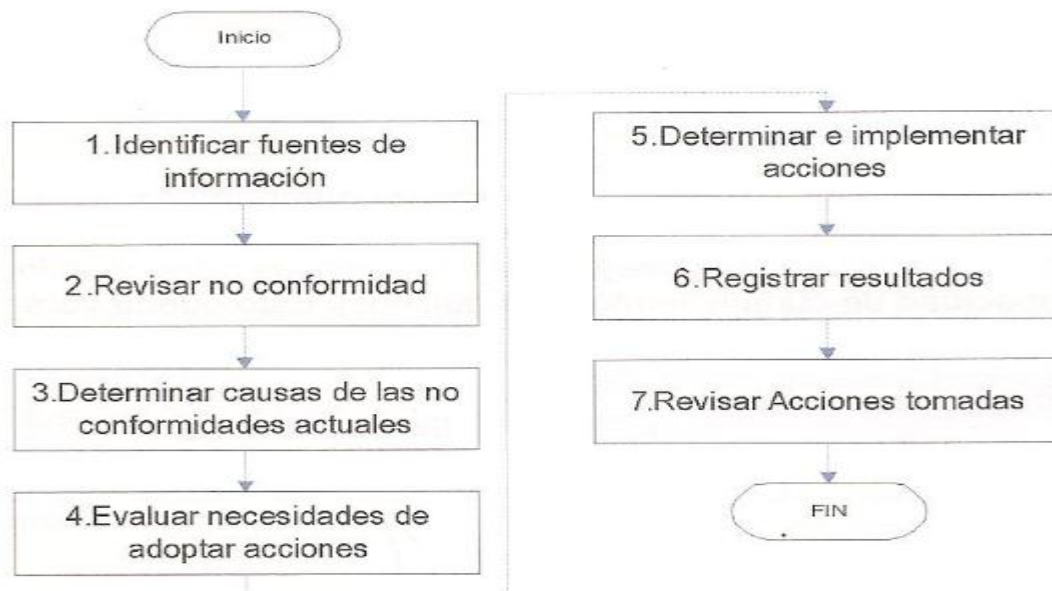 Inicio
1.Identificar fuentes de
información
2.Revisar no conformidad
3.Determinar causas de las no
conformidades actuales
4.Evaluar necesidades de
adoptar acciones
5.Determinar e implementar
acciones
6.Registrar resultados
7.Revisar Acciones tomadas
FIN